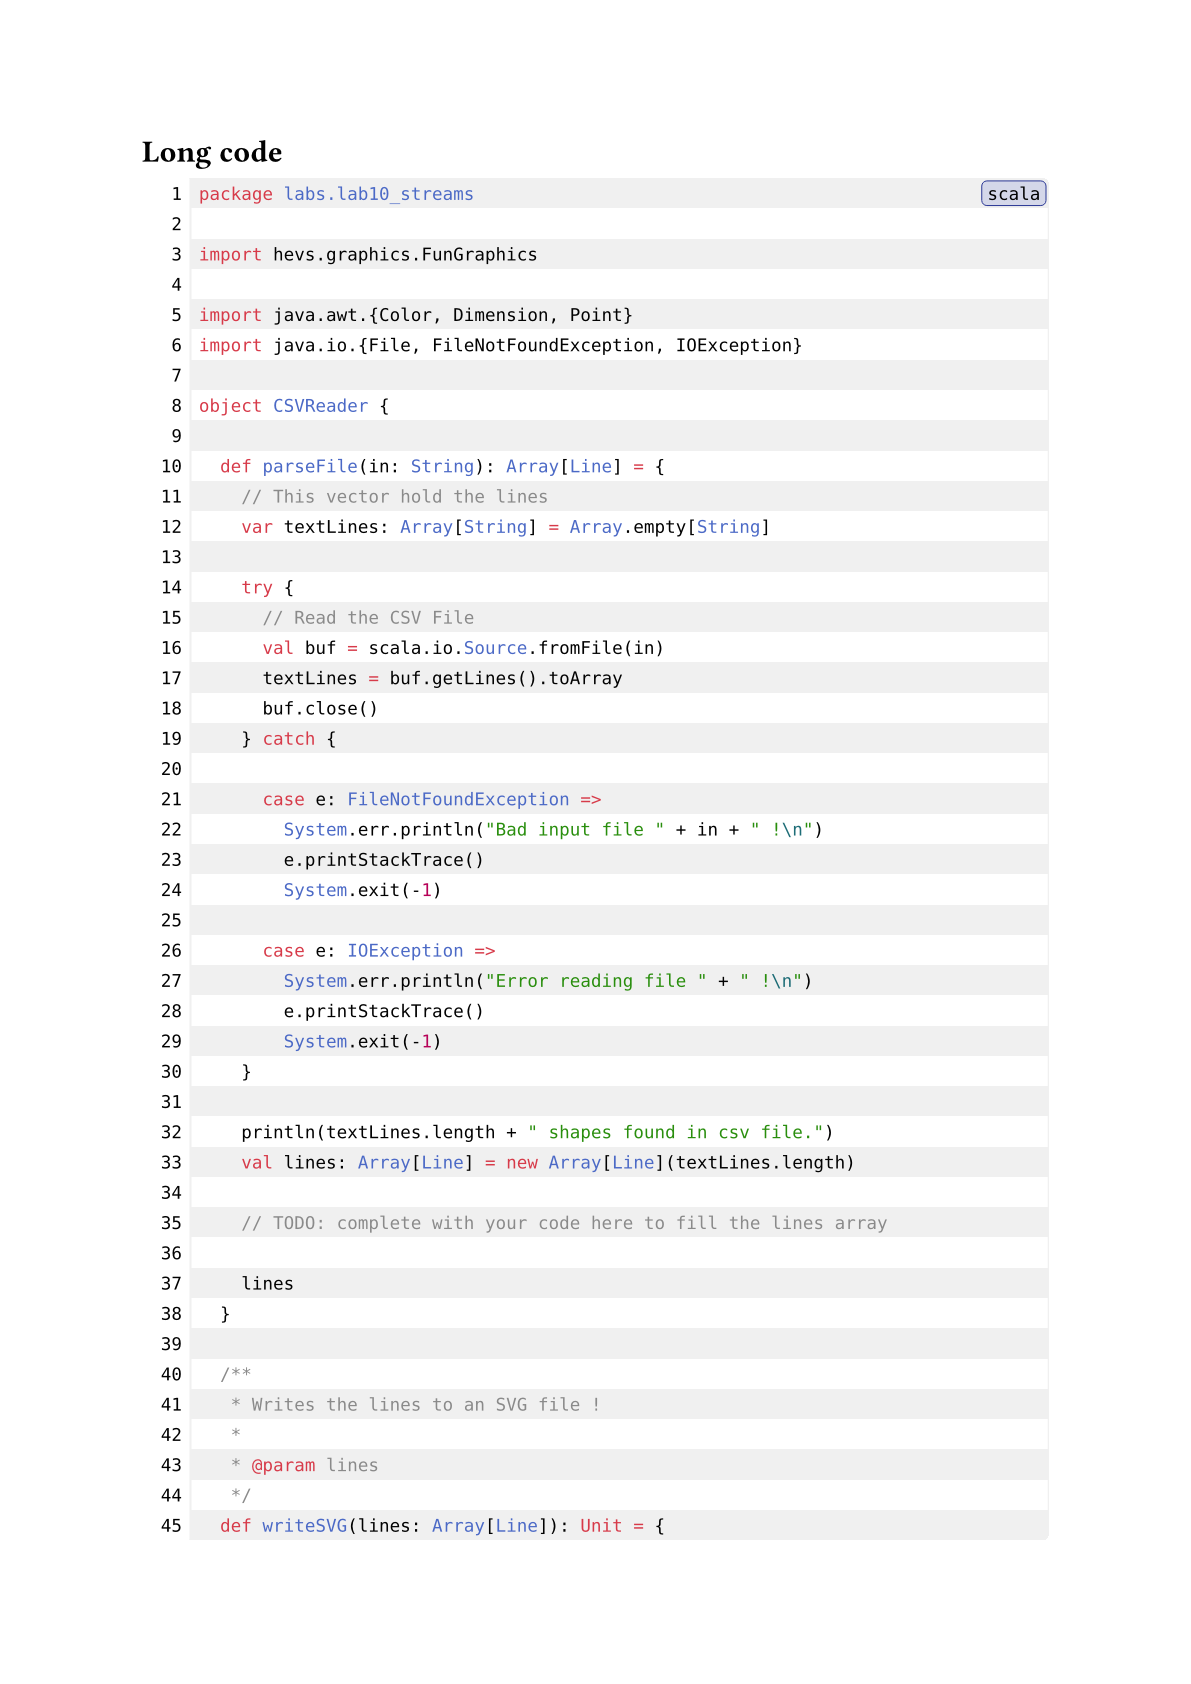 Long code
1 package labs.lab10_streams scala
2
3 import hevs.graphics.FunGraphics
4
5 import java.awt.{Color, Dimension, Point}
6 import java.io.{File, FileNotFoundException, IOException}
7
8 object CSVReader {
9
10   def parseFile(in: String): Array[Line] = {
11     // This vector hold the lines
12     var textLines: Array[String] = Array.empty[String]
13
14     try {
15       // Read the CSV File
16       val buf = scala.io.Source.fromFile(in)
17       textLines = buf.getLines().toArray
18       buf.close()
19     } catch {
20
21       case e: FileNotFoundException =>
22         System.err.println("Bad input file " + in + " !\n")
23         e.printStackTrace()
24         System.exit(-1)
25
26       case e: IOException =>
27         System.err.println("Error reading file " + " !\n")
28         e.printStackTrace()
29         System.exit(-1)
30     }
31
32     println(textLines.length + " shapes found in csv file.")
33     val lines: Array[Line] = new Array[Line](textLines.length)
34
35     // TODO: complete with your code here to fill the lines array
36
37     lines
38   }
39
40   /**
41    * Writes the lines to an SVG file !
42    *
43    * @param lines
44    */
45   def writeSVG(lines: Array[Line]): Unit = {